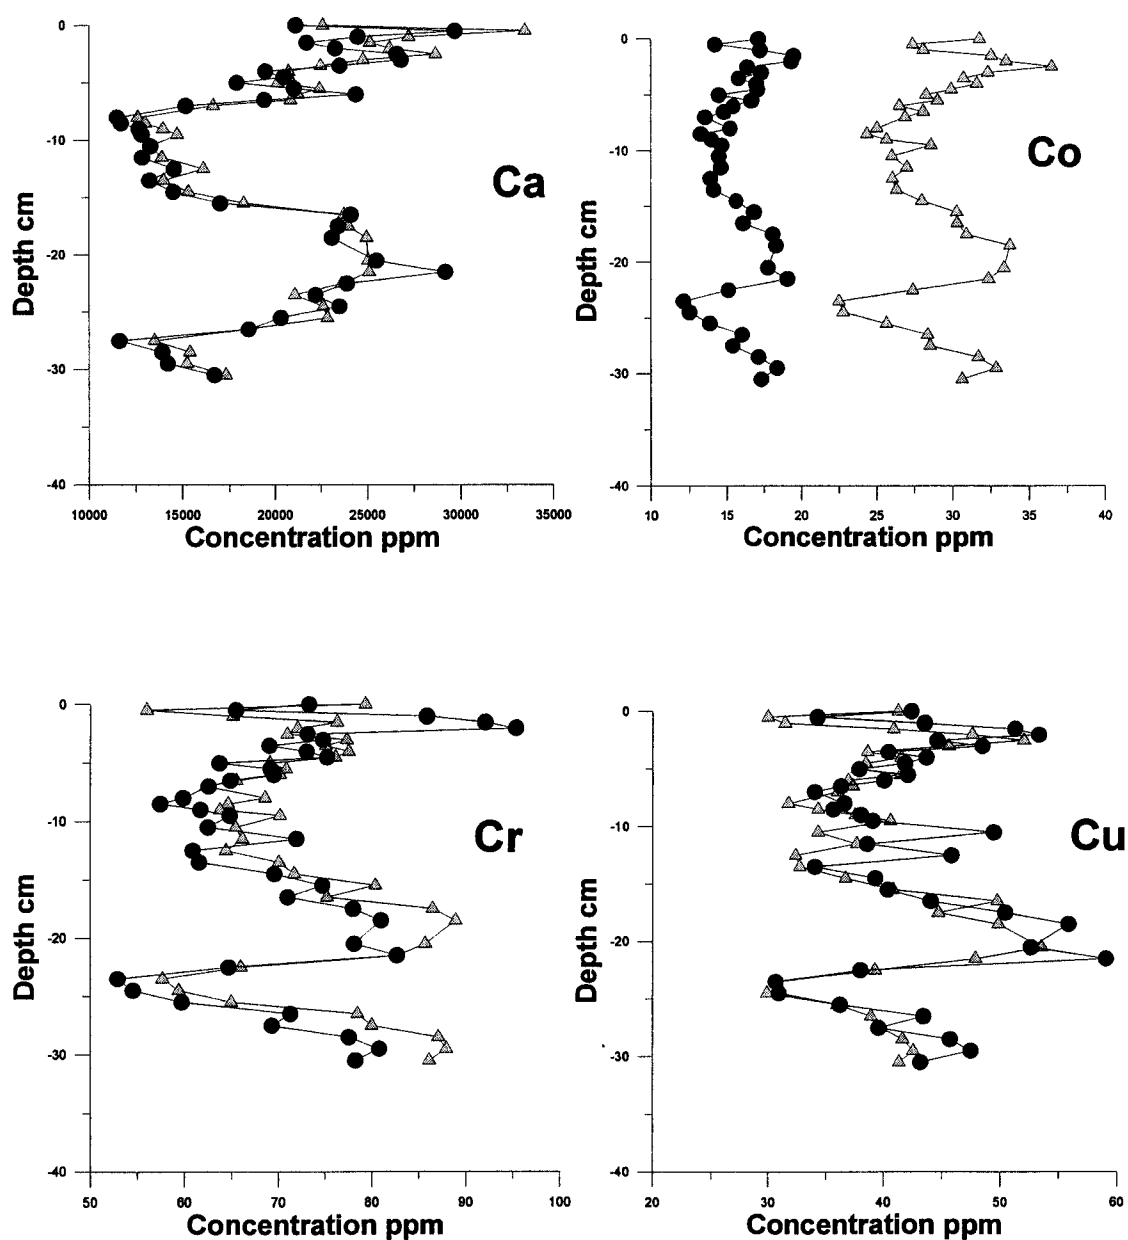 0
-10
-20
-30
-40
Depth cm
Ca
10000 15000 20000 25000 30000 35000
Concentration ppm
0
-10
-20
-30
-40
Depth cm
Co
10 15 20 25 30 35 40
Concentration ppm
0
-10
-20
-30
-40
Depth cm
Cr
50 60 70 80 90 100
Concentration ppm
0
-10
-20
-30
-40
Depth cm
Cu
20 30 40 50 60
Concentration ppm